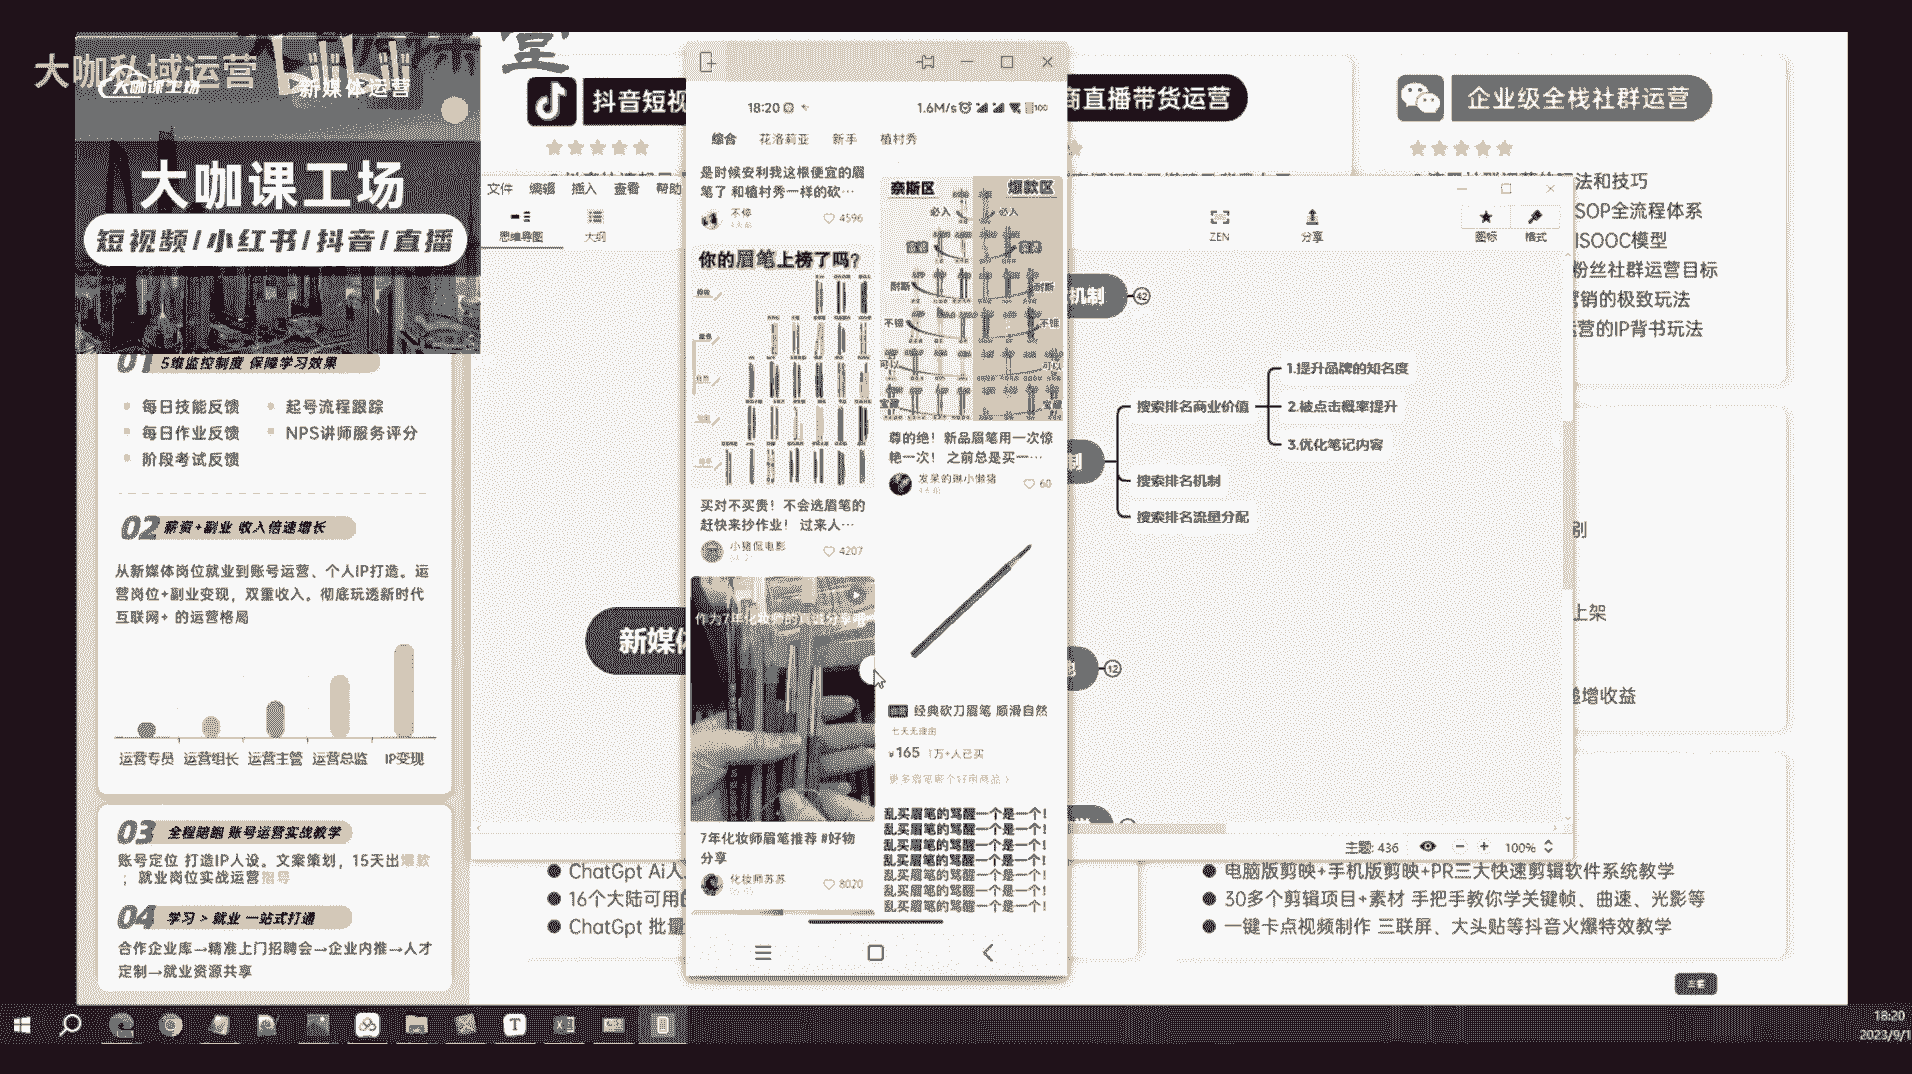 大咖私域运营
大咖课工场
新媒体运营
大咖课工场
短视频/小红书/抖音/直播
01 5维监控制度 保障学习效果
每日技能反馈
起号流程跟踪
每日作业反馈
NPS讲师服务评分
阶段考试反馈
02 薪资+副业 收入倍速增长
从新媒体岗位就业到账号运营、个人IP打造。运
营岗位+副业变现，双重收入。彻底玩透新时代
互联网+ 的运营格局
运营专员 运营组长 运营主管 运营总监 IP变现
03 全程陪跑 账号运营实战教学
账号定位 打造IP人设。文案策划，15天出爆款
；就业岗位实战运营指导
04 学习 > 就业 一站式打通
合作企业库→精准上门招聘会→企业内推→人才
定制→就业资源共享
堂
抖音短视
商直播带货运营
企业级全栈社群运营
法和技巧
SOP全流程体系
ISOOC模型
粉丝社群运营目标
营销的极致玩法
运营的IP背书玩法
别
上架
递增收益
文件 编辑 插入 查看 帮助
思维导图
大纲
ZEN
分享
图标
格式
机制
42
制
搜索排名商业价值
1.提升品牌的知名度
2.被点击概率提升
3.优化笔记内容
搜索排名机制
搜索排名流量分配
新媒体
12
主题: 436
100%
18:20
1.6M/s
100
综合 花洛莉亚 新手 植村秀
是时候安利我这根便宜的眉
笔了 和植村秀一样的砍…
不停
4596
你的眉笔上榜了吗?
买对不买贵！不会选眉笔的
赶快来抄作业！ 过来人…
小猪侃电影
4207
作为7年化妆师的真诚分享哦
7年化妆师眉笔推荐 #好物
分享
化妆师苏苏
8020
奈斯区
爆款区
必入
必入
耐斯
耐斯
不错
不错
可以
可以
宝藏
宝藏
尊的绝！新品眉笔用一次惊
艳一次！ 之前总是买一…
发呆的琳小懒猪
60
经典砍刀眉笔 顺滑自然
七天无理由
¥165 1万+人已买
乱买眉笔的骂醒一个是一个!
乱买眉笔的骂醒一个是一个!
乱买眉笔的骂醒一个是一个!
乱买眉笔的骂醒一个是一个!
乱买眉笔的骂醒一个是一个!
乱买眉笔的骂醒一个是一个!
乱买眉笔的骂醒一个是一个!
ChatGpt Ai人
16个大陆可用的
ChatGpt 批量
电脑版剪映+手机版剪映+PR三大快速剪辑软件系统教学
30多个剪辑项目+素材 手把手教你学关键帧、曲速、光影等
一键卡点视频制作 三联屏、大头贴等抖音火爆特效教学
18:20
2023/9/1